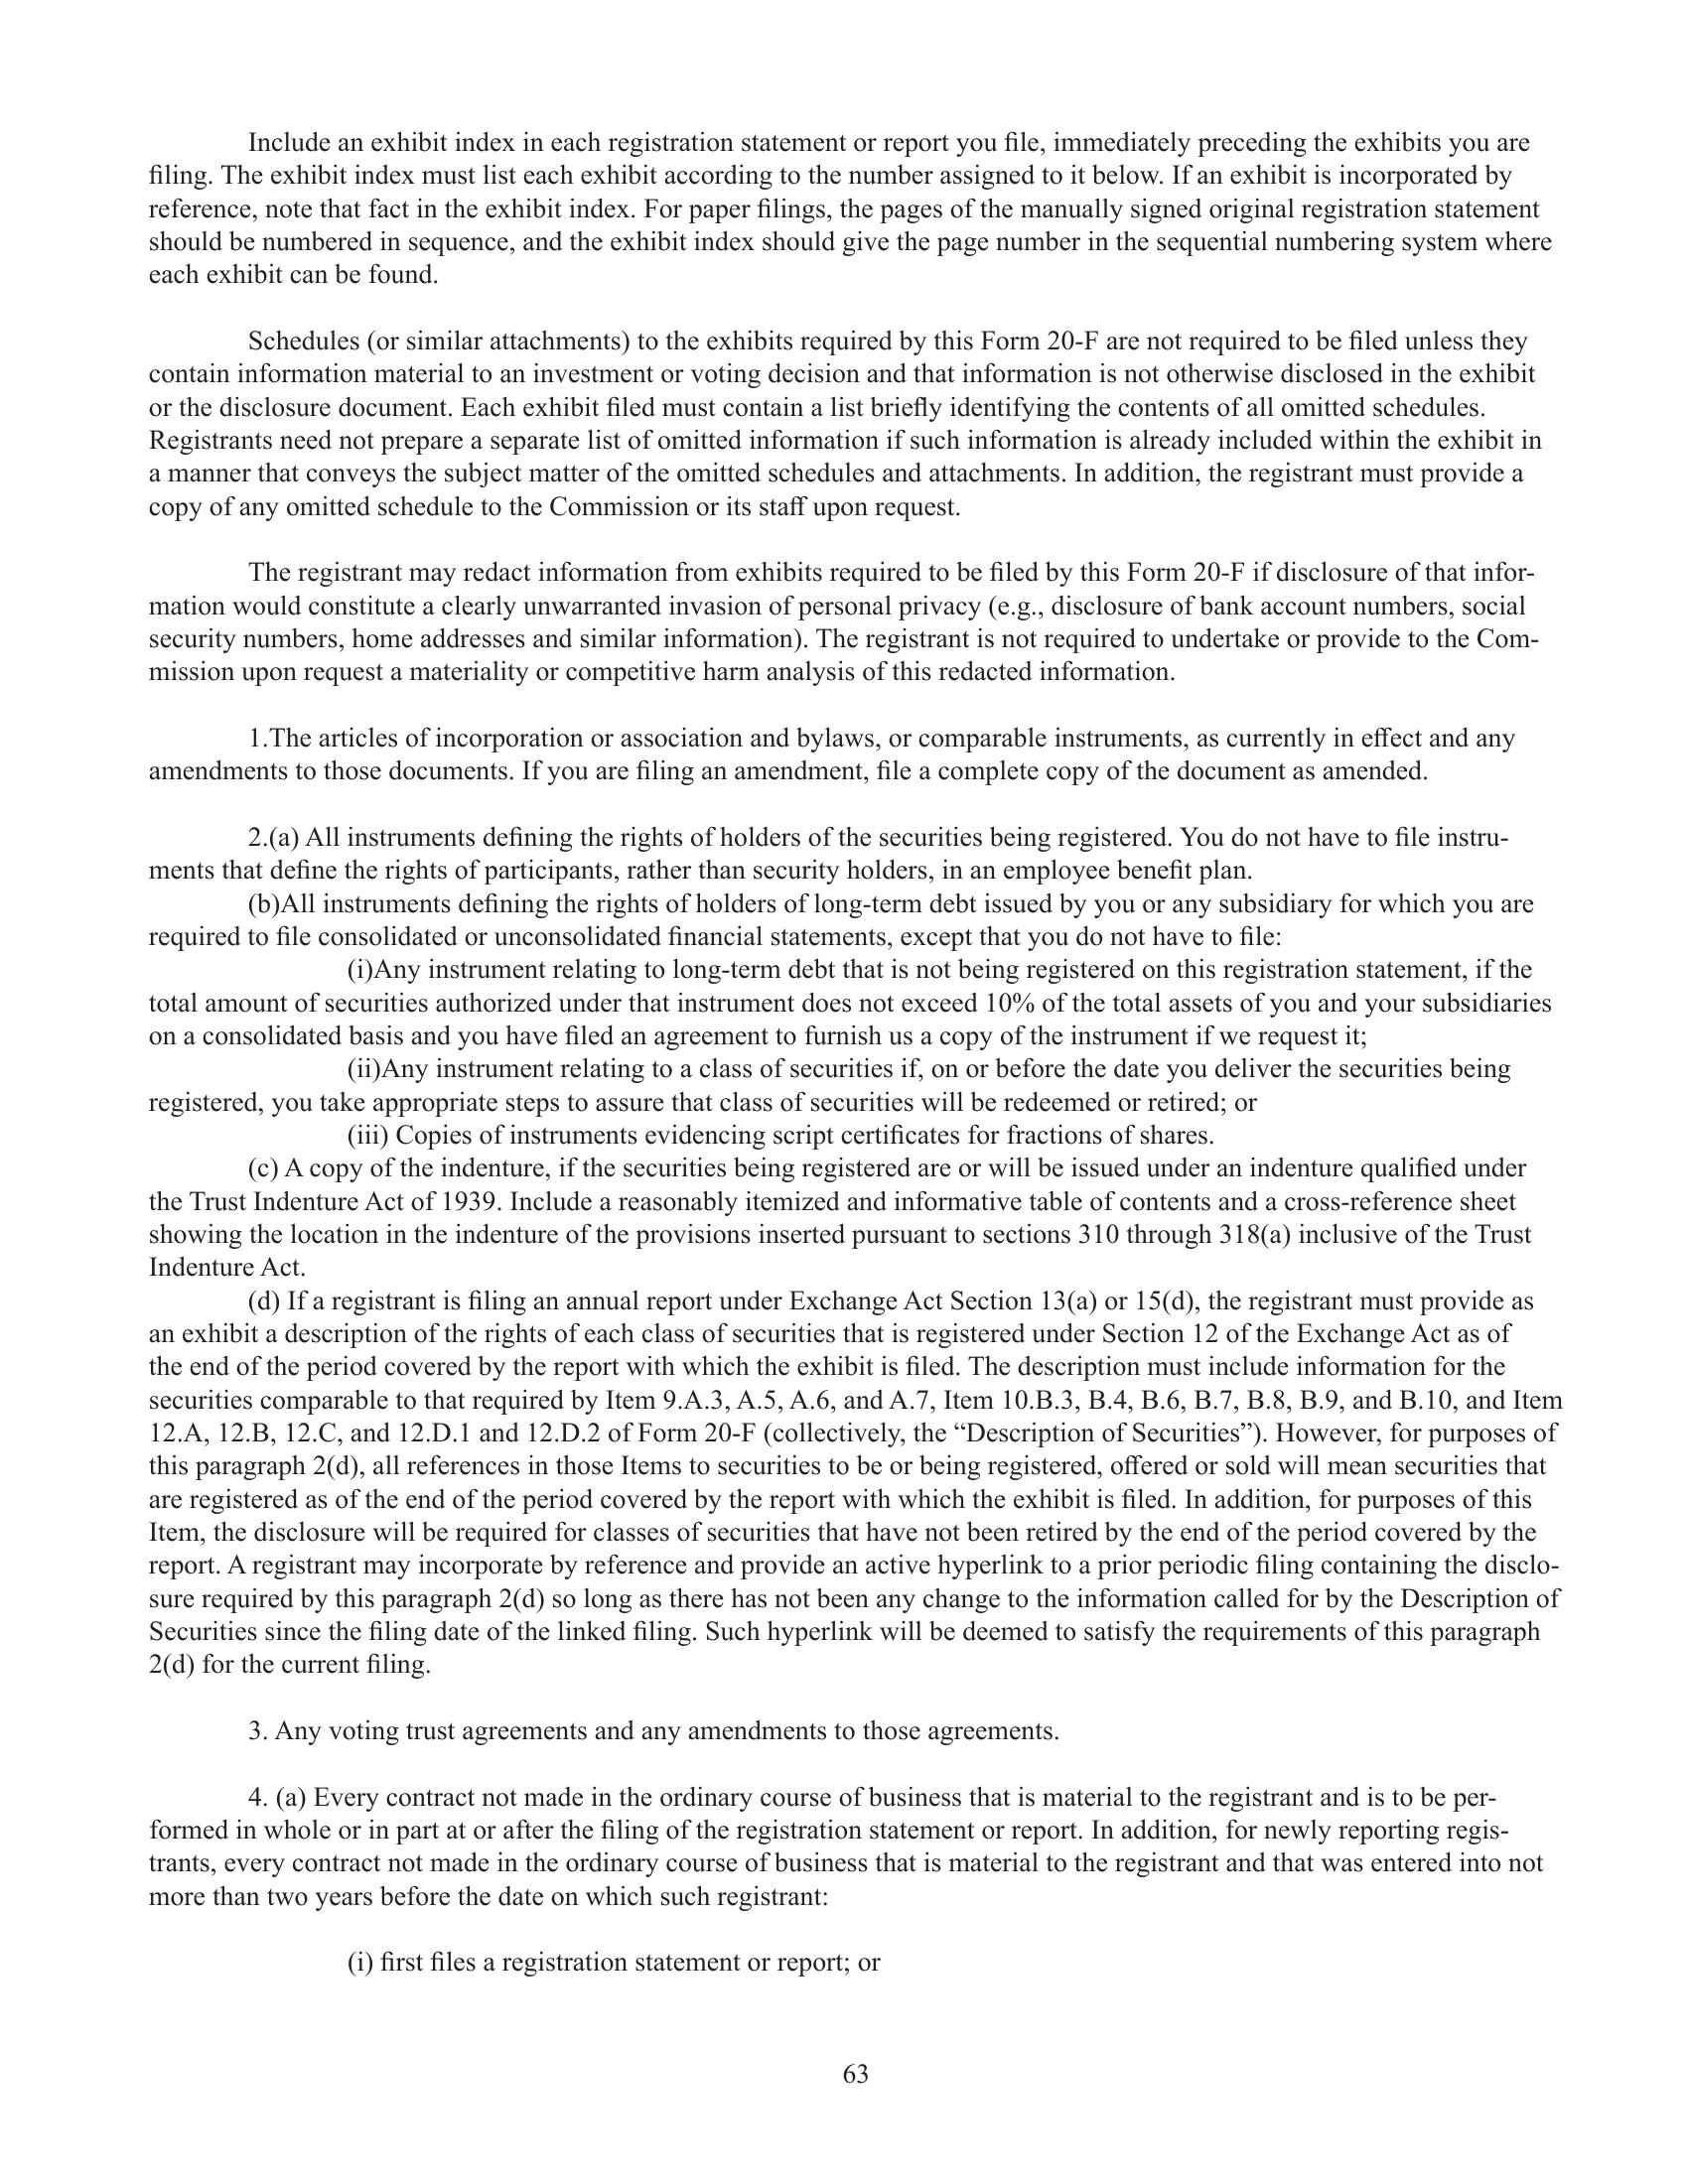 Include an exhibit index in each registration statement or report you file, immediately preceding the exhibits you are
filing. The exhibit index must list each exhibit according to the number assigned to it below. If an exhibit is incorporated by
reference, note that fact in the exhibit index. For paper filings, the pages of the manually signed original registration statement
should be numbered in sequence, and the exhibit index should give the page number in the sequential numbering system where
each exhibit can be found.
Schedules (or similar attachments) to the exhibits required by this Form 20-F are not required to be filed unless they
contain information material to an investment or voting decision and that information is not otherwise disclosed in the exhibit
or the disclosure document. Each exhibit filed must contain a list briefly identifying the contents of all omitted schedules.
Registrants need not prepare a separate list of omitted information if such information is already included within the exhibit in
a manner that conveys the subject matter of the omitted schedules and attachments. In addition, the registrant must provide a
copy of any omitted schedule to the Commission or its staff upon request.
The registrant may redact information from exhibits required to be filed by this Form 20-F if disclosure of that infor-
mation would constitute a clearly unwarranted invasion of personal privacy (e.g., disclosure of bank account numbers, social
security numbers, home addresses and similar information). The registrant is not required to undertake or provide to the Com-
mission upon request a materiality or competitive harm analysis of this redacted information.
1.The articles of incorporation or association and bylaws, or comparable instruments, as currently in effect and any
amendments to those documents. If you are filing an amendment, file a complete copy of the document as amended.
2.(a) All instruments defining the rights of holders of the securities being registered. You do not have to file instru-
ments that define the rights of participants, rather than security holders, in an employee benefit plan.
(b)All instruments defining the rights of holders of long-term debt issued by you or any subsidiary for which you are
required to file consolidated or unconsolidated financial statements, except that you do not have to file:
(i)Any instrument relating to long-term debt that is not being registered on this registration statement, if the
total amount of securities authorized under that instrument does not exceed 10% of the total assets of you and your subsidiaries
on a consolidated basis and you have filed an agreement to furnish us a copy of the instrument if we request it;
(ii)Any instrument relating to a class of securities if, on or before the date you deliver the securities being
registered, you take appropriate steps to assure that class of securities will be redeemed or retired; or
(iii) Copies of instruments evidencing script certificates for fractions of shares.
(c) A copy of the indenture, if the securities being registered are or will be issued under an indenture qualified under
the Trust Indenture Act of 1939. Include a reasonably itemized and informative table of contents and a cross-reference sheet
showing the location in the indenture of the provisions inserted pursuant to sections 310 through 318(a) inclusive of the Trust
Indenture Act.
(d) If a registrant is filing an annual report under Exchange Act Section 13(a) or 15(d), the registrant must provide as
an exhibit a description of the rights of each class of securities that is registered under Section 12 of the Exchange Act as of
the end of the period covered by the report with which the exhibit is filed. The description must include information for the
securities comparable to that required by Item 9.A.3, A.5, A.6, and A.7, Item 10.B.3, B.4, B.6, B.7, B.8, B.9, and B.10, and Item
12.A, 12.B, 12.C, and 12.D.1 and 12.D.2 of Form 20-F (collectively, the “Description of Securities”). However, for purposes of
this paragraph 2(d), all references in those Items to securities to be or being registered, offered or sold will mean securities that
are registered as of the end of the period covered by the report with which the exhibit is filed. In addition, for purposes of this
Item, the disclosure will be required for classes of securities that have not been retired by the end of the period covered by the
report. A registrant may incorporate by reference and provide an active hyperlink to a prior periodic filing containing the disclo-
sure required by this paragraph 2(d) so long as there has not been any change to the information called for by the Description of
Securities since the filing date of the linked filing. Such hyperlink will be deemed to satisfy the requirements of this paragraph
2(d) for the current filing.
3. Any voting trust agreements and any amendments to those agreements.
4. (a) Every contract not made in the ordinary course of business that is material to the registrant and is to be per-
formed in whole or in part at or after the filing of the registration statement or report. In addition, for newly reporting regis-
trants, every contract not made in the ordinary course of business that is material to the registrant and that was entered into not
more than two years before the date on which such registrant:
(i) first files a registration statement or report; or
63